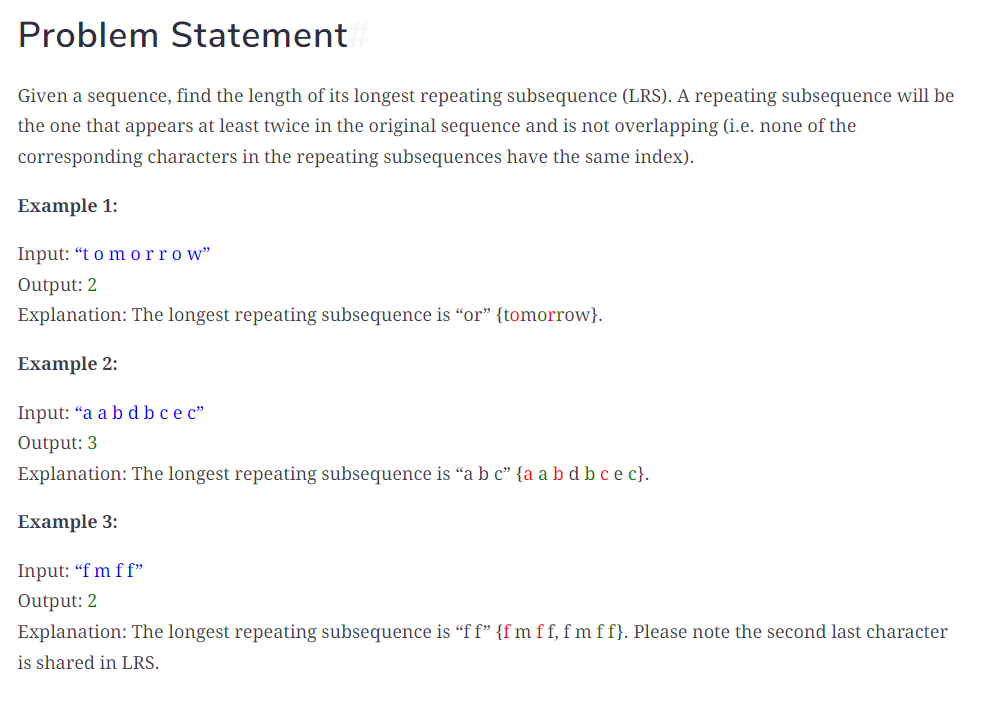 Problem Statement#
Given a sequence, find the length of its longest repeating subsequence (LRS). A repeating subsequence will be
the one that appears at least twice in the original sequence and is not overlapping (i.e. none of the
corresponding characters in the repeating subsequences have the same index).
Example 1:
Input: “t o m o r r o w”
Output: 2
Explanation: The longest repeating subsequence is “or” {tomorrow}.
Example 2:
Input: “a a b d b c e c”
Output: 3
Explanation: The longest repeating subsequence is “a b c” {a a b d b c e c}.
Example 3:
Input: “f m f f”
Output: 2
Explanation: The longest repeating subsequence is “f f” {f m f f, f m f f}. Please note the second last character
is shared in LRS.